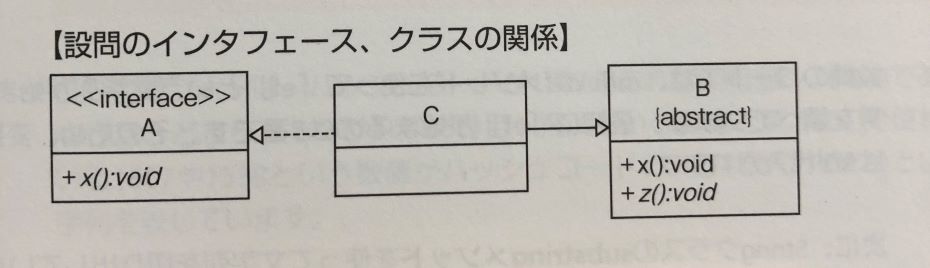 【設問のインタフェース、クラスの関係】
<<interface>>
A
+x():void
C
B
{abstract}
+x():void
+z():void